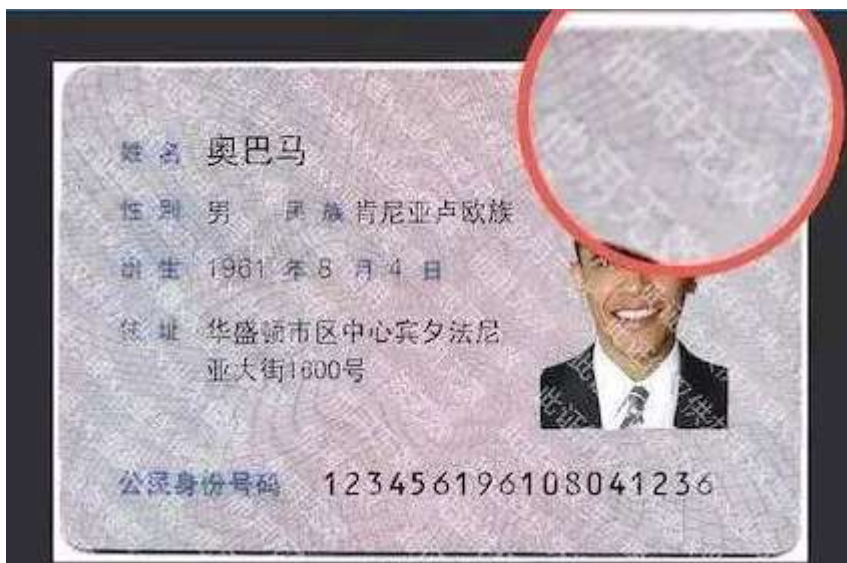 姓名 奥巴马
性别 男 民族 肯尼亚卢欧族
出生 1961 年 8 月 4 日
住址 华盛顿市区中心宾夕法尼
亚大街1600号
公民身份号码 123456196108041236